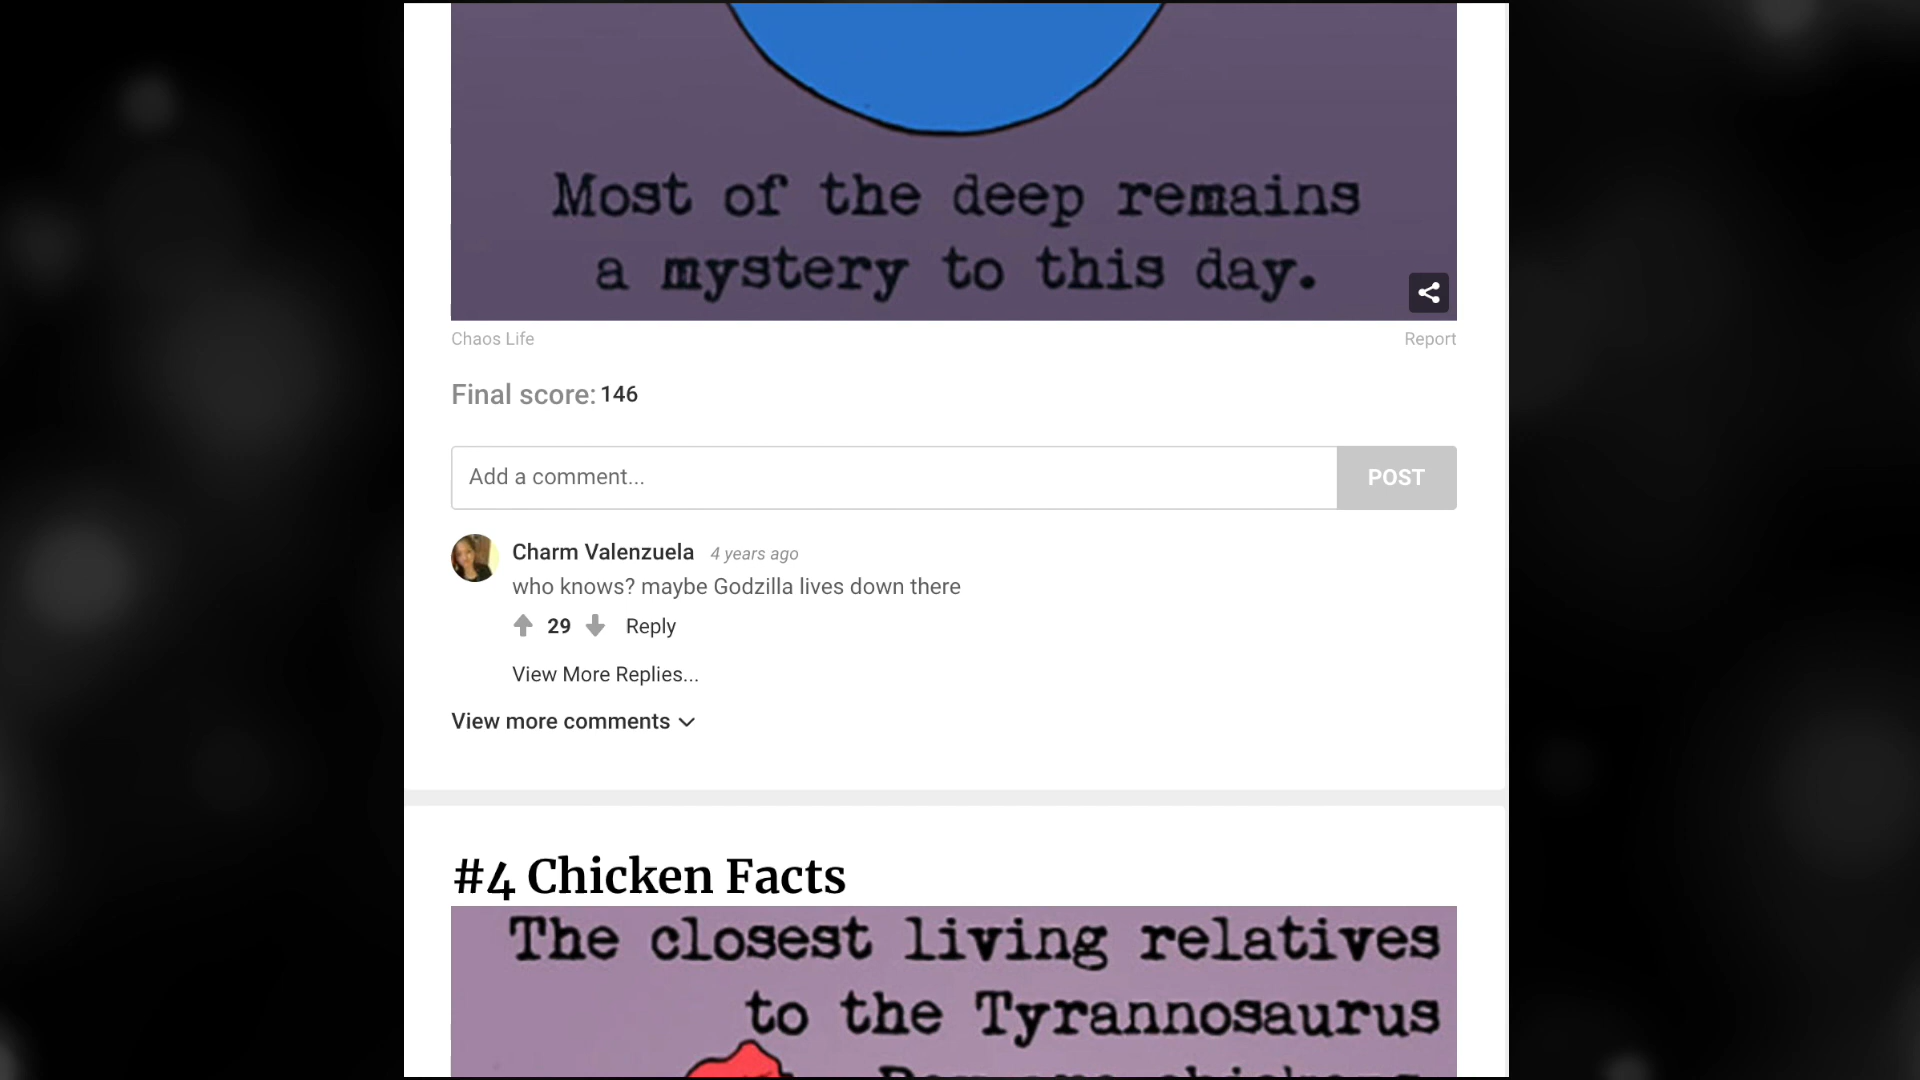 Most of the deep remains
a mystery to this day.
Chaos Life
Report
Final score: 146
Add a comment...
POST
Charm Valenzuela 4 years ago
who knows? maybe Godzilla lives down there
29 Reply
View More Replies...
View more comments
#4 Chicken Facts
The closest living relatives
to the Tyrannosaurus